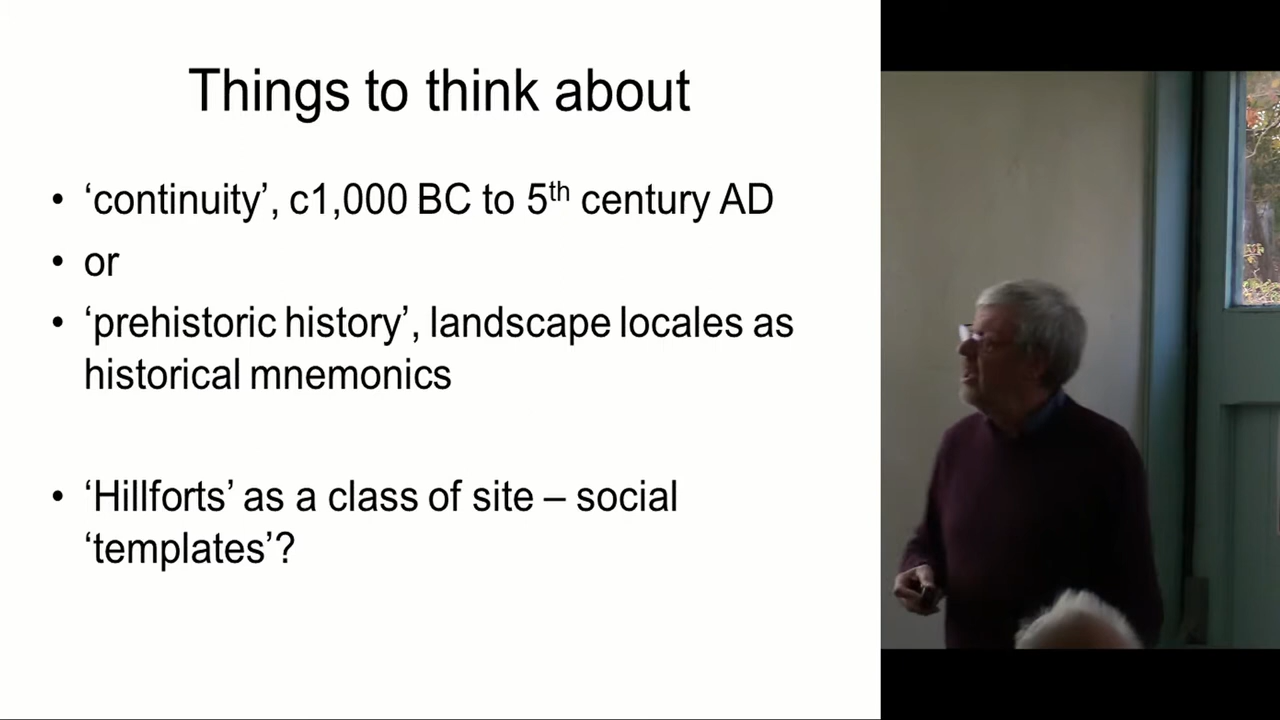 Things to think about
• ‘continuity’, c1,000 BC to 5th century AD
• or
• ‘prehistoric history’, landscape locales as
historical mnemonics
• ‘Hillforts’ as a class of site – social
‘templates’?